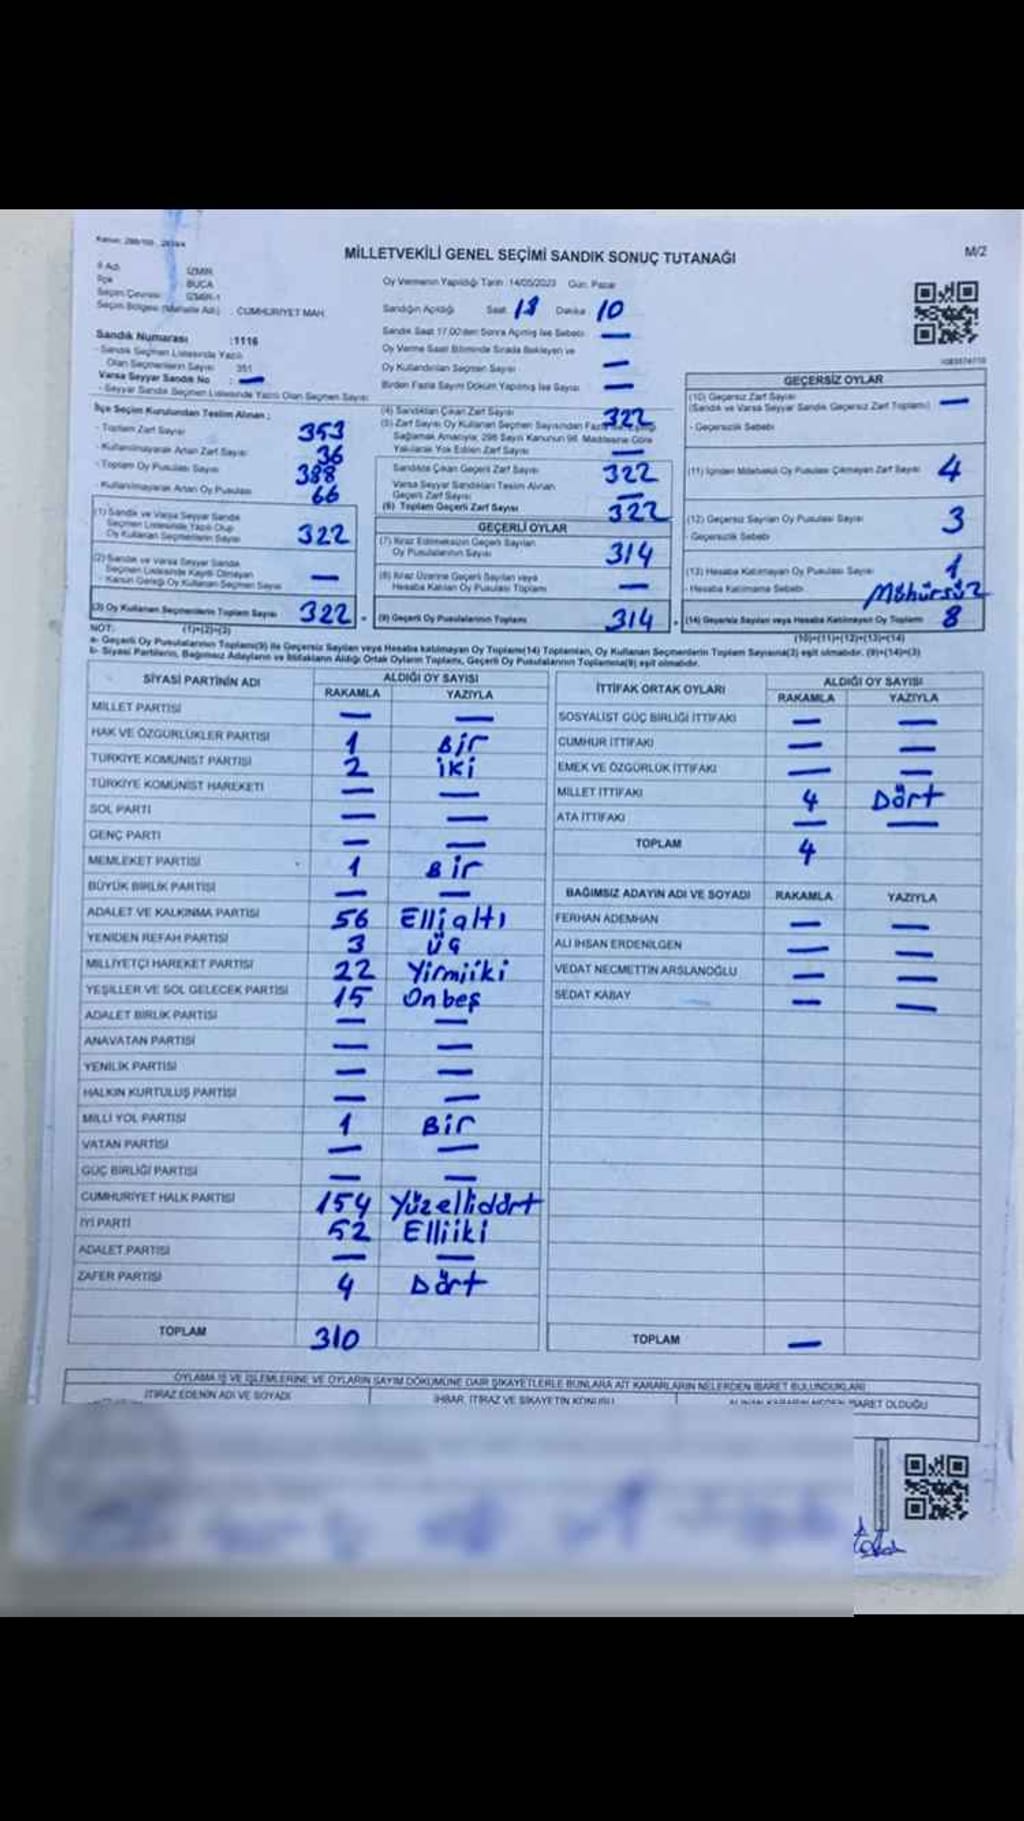 MİLLETVEKİLİ GENEL SEÇİMİ SANDIK SONUÇ TUTANAĞI
M/2
İl Adı İZMİR
İlçe BUCA
Seçim Çevresi İZMİR-1
Seçim Bölgesi (Mahalle Adı) : CUMHURİYET MAH.
Oy Vermenin Yapıldığı Tarih :14/05/2023 Gün: Pazar
Sandığın Açıldığı Saat 18 Dakika 10
Sandık Saat 17.00'den Sonra Açılmış İse Sebebi —
Oy Verme Saati Bitiminde Sırada Bekleyen ve
Oy Kullandırılan Seçmen Sayısı —
Birden Fazla Sayım Döküm Yapılmış İse Sayısı —
Sandık Numarası :1116
- Sandık Seçmen Listesinde Yazılı
Olan Seçmenlerin Sayısı 351
Varsa Seyyar Sandık No : —
- Seyyar Sandık Seçmen Listesinde Yazılı Olan Seçmen Sayısı
İlçe Seçim Kurulundan Teslim Alınan ;
- Toplam Zarf Sayısı 353
- Kullanılmayarak Artan Zarf Sayısı 36
- Toplam Oy Pusulası Sayısı 388
- Kullanılmayarak Artan Oy Pusulası 66
(1) Sandık ve Varsa Seyyar Sandık
Seçmen Listesinde Yazılı Olup
Oy Kullanan Seçmenlerin Sayısı 322
(2) Sandık ve Varsa Seyyar Sandık
Seçmen Listesinde Kayıtlı Olmayan
Kanun Gereği Oy Kullanan Seçmen Sayısı —
(3) Oy Kullanan Seçmenlerin Toplam Sayısı 322
(1)+(2)=(3)
(4) Sandıktan Çıkan Zarf Sayısı 322
(5) Zarf Sayısı Oy Kullanan Seçmen Sayısından Fazla
Sağlamak Amacıyla; 298 Sayılı Kanunun 98. Maddesine Göre
Yakılarak Yok Edilen Zarf Sayısı —
Sandıkta Çıkan Geçerli Zarf Sayısı 322
Varsa Seyyar Sandıktan Teslim Alınan
Geçerli Zarf Sayısı —
(6) Toplam Geçerli Zarf Sayısı 322
GEÇERLİ OYLAR
(7) İtiraz Edilmeksizin Geçerli Sayılan
Oy Pusulalarının Sayısı 314
(8) İtiraz Üzerine Geçerli Sayılan veya
Hesaba Katılan Oy Pusulası Toplamı —
(9) Geçerli Oy Pusulalarının Toplamı 314
GEÇERSİZ OYLAR
(10) Geçersiz Zarf Sayısı —
(Sandık ve Varsa Seyyar Sandık Geçersiz Zarf Toplamı)
- Geçersizlik Sebebi
(11) İçinden Milletvekili Oy Pusulası Çıkmayan Zarf Sayısı 4
(12) Geçersiz Sayılan Oy Pusulası Sayısı 3
- Geçersizlik Sebebi
(13) Hesaba Katılmayan Oy Pusulası Sayısı 1
- Hesaba Katılmama Sebebi Mühürsüz
(14) Geçersiz Sayılan veya Hesaba Katılmayan Oy Toplamı 8
(10)+(11)+(12)+(13)=(14)
NOT:
a- Geçerli Oy Pusulalarının Toplamı(9) ile Geçersiz Sayılan veya Hesaba katılmayan Oy Toplamı(14) Toplamları, Oy Kullanan Seçmenlerin Toplam Sayısına(3) eşit olmalıdır. (9)+(14)=(3)
b- Siyasi Partilerin, Bağımsız Adayların ve İttifakların Aldığı Ortak Oyların Toplamı, Geçerli Oy Pusulalarının Toplamına(9) eşit olmalıdır.
SİYASİ PARTİNİN ADI ALDIĞI OY SAYISI
RAKAMLA YAZIYLA
MİLLET PARTİSİ — —
HAK VE ÖZGÜRLÜKLER PARTİSİ 1 Bir
TÜRKİYE KOMÜNİST PARTİSİ 2 iki
TÜRKİYE KOMÜNİST HAREKETİ — —
SOL PARTİ — —
GENÇ PARTİ — —
MEMLEKET PARTİSİ 1 Bir
BÜYÜK BİRLİK PARTİSİ — —
ADALET VE KALKINMA PARTİSİ 56 Ellialtı
YENİDEN REFAH PARTİSİ 3 Üç
MİLLİYETÇİ HAREKET PARTİSİ 22 Yirmiiki
YEŞİLLER VE SOL GELECEK PARTİSİ 15 Onbeş
ADALET BİRLİK PARTİSİ — —
ANAVATAN PARTİSİ — —
YENİLİK PARTİSİ — —
HALKIN KURTULUŞ PARTİSİ — —
MİLLİ YOL PARTİSİ 1 Bir
VATAN PARTİSİ — —
GÜÇ BİRLİĞİ PARTİSİ — —
CUMHURİYET HALK PARTİSİ 154 Yüzellidört
İYİ PARTİ 52 Elliiki
ADALET PARTİSİ — —
ZAFER PARTİSİ 4 Dört
TOPLAM 310
İTTİFAK ORTAK OYLARI ALDIĞI OY SAYISI
RAKAMLA YAZIYLA
SOSYALİST GÜÇ BİRLİĞİ İTTİFAKI — —
CUMHUR İTTİFAKI — —
EMEK VE ÖZGÜRLÜK İTTİFAKI — —
MİLLET İTTİFAKI 4 Dört
ATA İTTİFAKI — —
TOPLAM 4
BAĞIMSIZ ADAYIN ADI VE SOYADI RAKAMLA YAZIYLA
FERHAN ADEMHAN — —
ALİ İHSAN ERDENİLGEN — —
VEDAT NECMETTİN ARSLANOĞLU — —
SEDAT KABAY — —
TOPLAM —
OYLAMA İŞ VE İŞLEMLERİNE VE OYLARIN SAYIM DÖKÜMÜNE DAİR ŞİKAYETLERLE BUNLARA AİT KARARLARIN NELERDEN İBARET BULUNDUKLARI
İTİRAZ EDENİN ADI VE SOYADI İHBAR, İTİRAZ VE ŞİKAYETİN KONUSU OLDUĞU